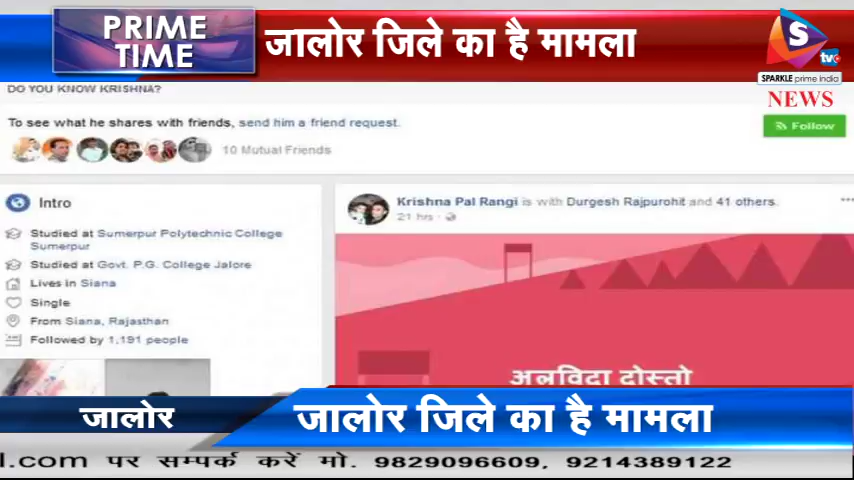 PRIME
TIME
जालोर जिले का है मामला
S
tv
SPARKLE prime india
NEWS
DO YOU KNOW KRISHNA?
To see what he shares with friends, send him a friend request.
Follow
10 Mutual Friends
Intro
Studied at Sumerpur Polytechnic College
Sumerpur
Studied at Govt. P.G. College Jalore
Lives in Siana
Single
From Siana, Rajasthan
Followed by 1,191 people
Krishna Pal Rangi is with Durgesh Rajpurohit and 41 others.
21 hrs
अलविदा दोस्तो
जालोर
जालोर जिले का है मामला
l.com पर सम्पर्क करें मो. 9829096609, 9214389122